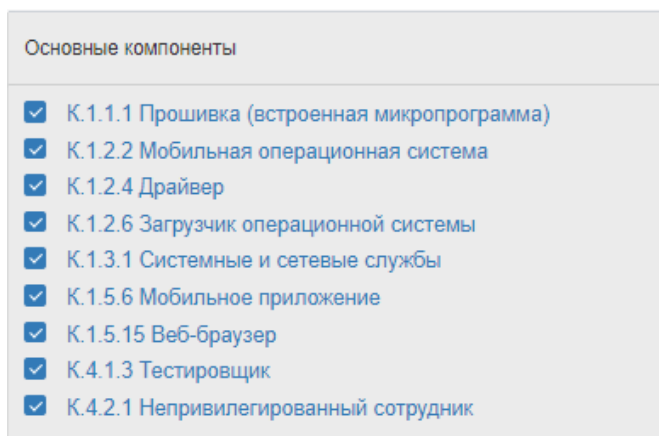 Основные компоненты
К.1.1.1 Прошивка (встроенная микропрограмма)
К.1.2.2 Мобильная операционная система
К.1.2.4 Драйвер
К.1.2.6 Загрузчик операционной системы
К.1.3.1 Системные и сетевые службы
К.1.5.6 Мобильное приложение
К.1.5.15 Веб-браузер
К.4.1.3 Тестировщик
К.4.2.1 Непривилегированный сотрудник